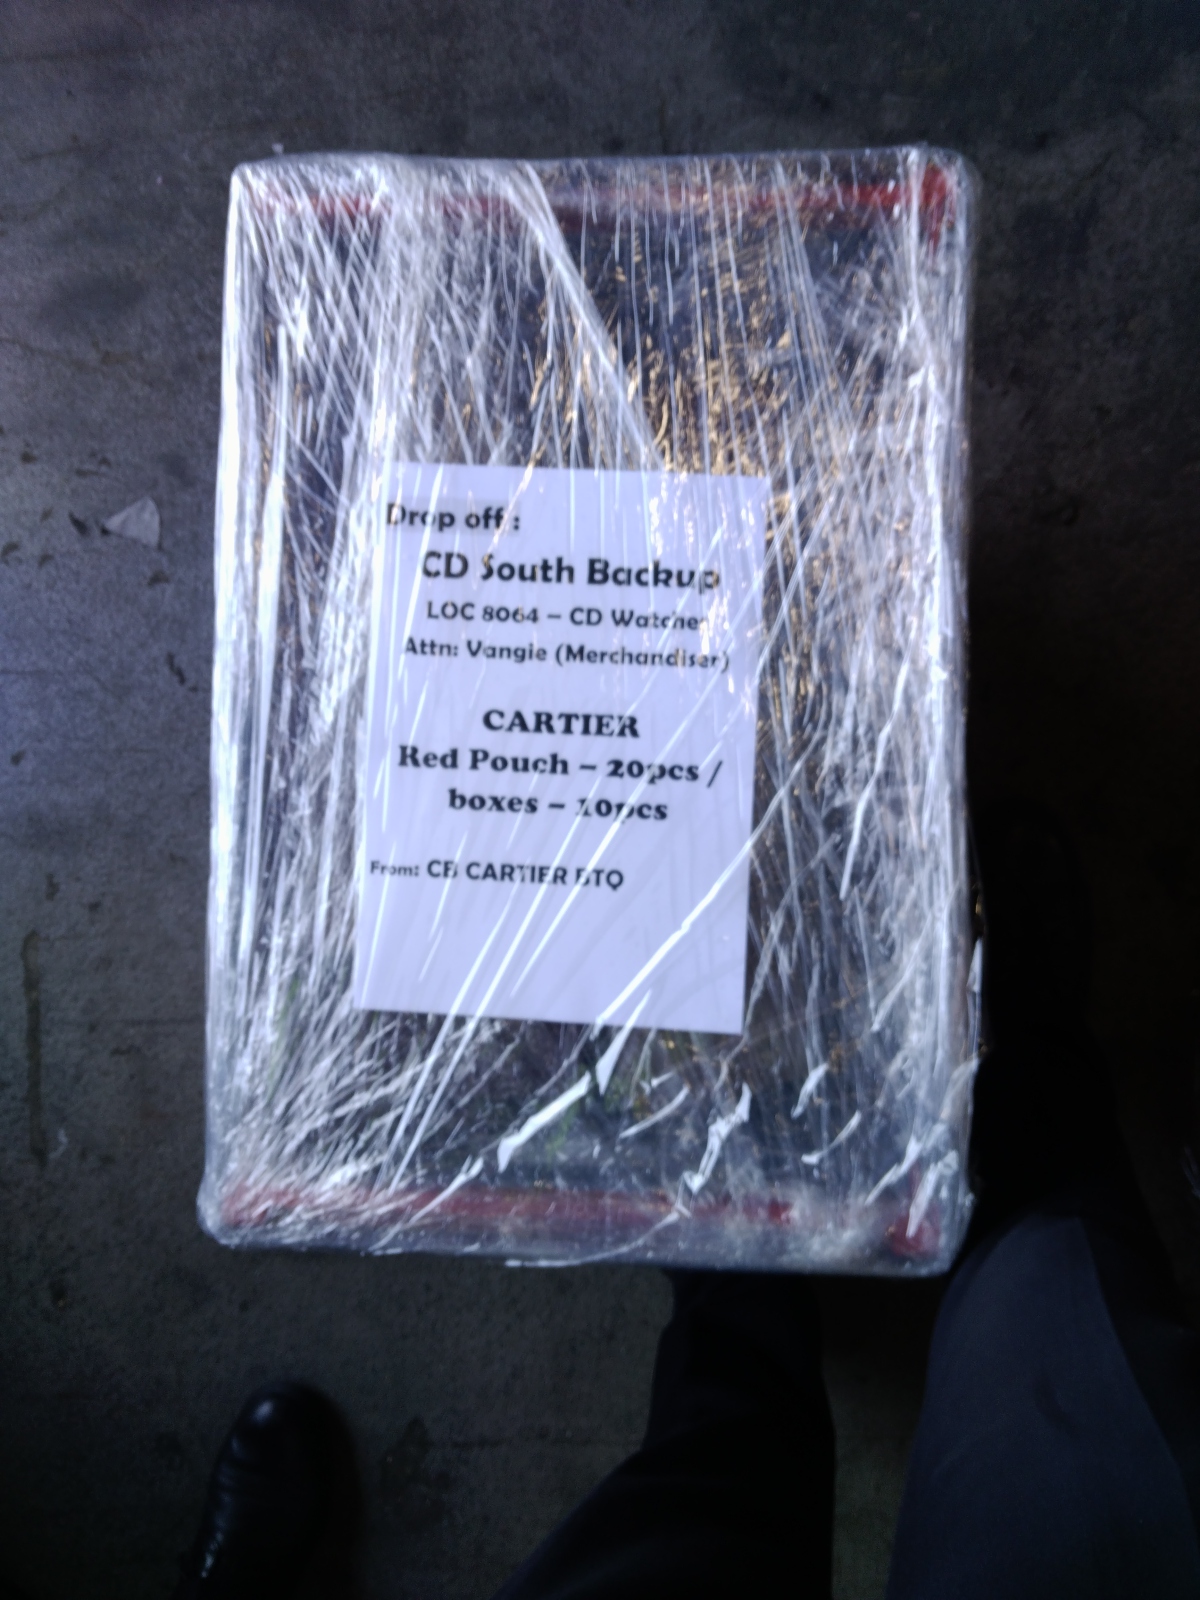 Drop off :
CD South Backup
LOC 8064 – CD Watches
Attn: Vangie (Merchandiser)
CARTIER
Red Pouch – 20pcs /
boxes – 10pcs
From: CB CARTIER BTQ